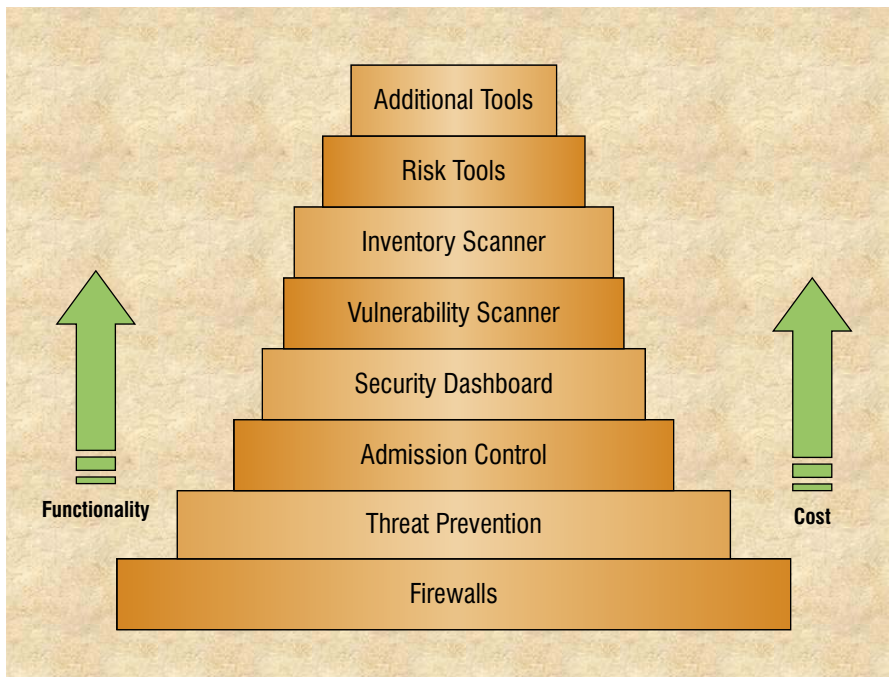 Additional Tools
Risk Tools
Inventory Scanner
Vulnerability Scanner
Security Dashboard
Admission Control
Functionality
Threat Prevention
Cost
Firewalls